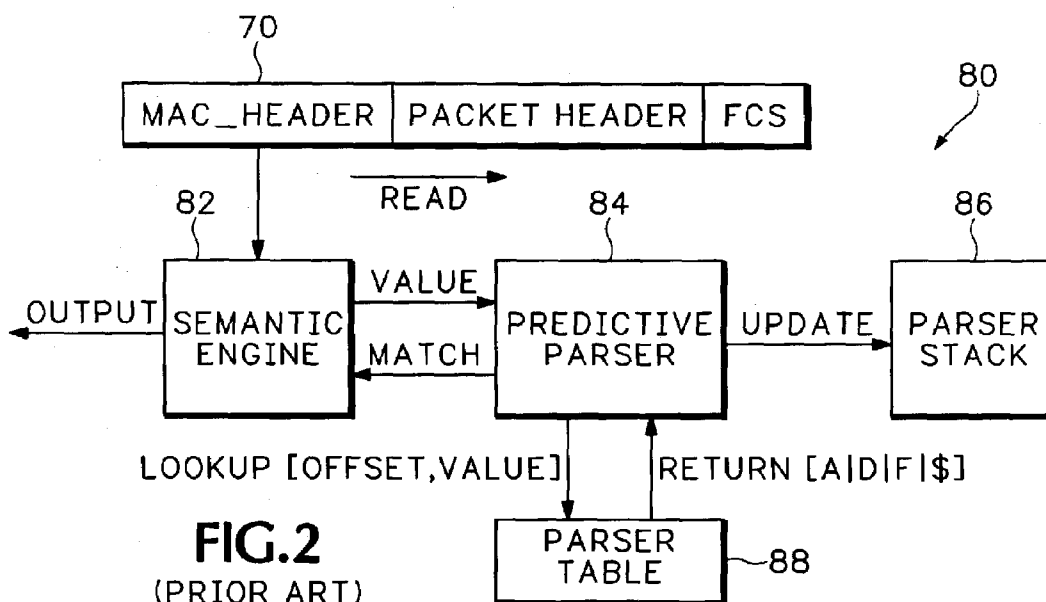 70
MAC_HEADER PACKET HEADER FCS
80
READ
82
84
86
OUTPUT
SEMANTIC
ENGINE
VALUE
MATCH
PREDICTIVE
PARSER
UPDATE
PARSER
STACK
LOOKUP [OFFSET,VALUE]
RETURN [A|D|F|$]
PARSER
TABLE
88
FIG.2
(PRIOR ART)